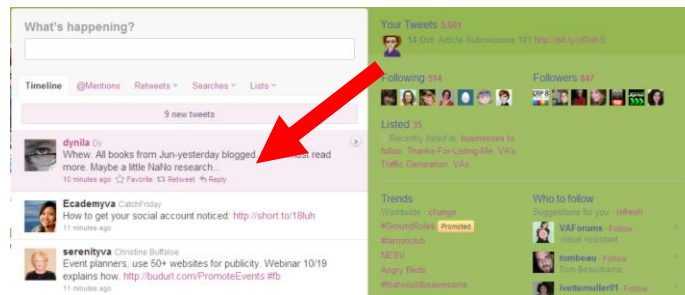 What's happening?
Timeline @Mentions Retweets Searches Lists
9 new tweets
dynila Dy
Whew. All books from Jun-yesterday blogged. must read
more. Maybe a little NaNo research...
10 minutes ago Favorite Retweet Reply
Ecademyva CatchFriday
How to get your social account noticed: http://short.to/18luh
11 minutes ago
serenityva Christine Buffaloe
Event planners, use 50+ websites for publicity. Webinar 10/19
explains how. http://budurl.com/PromoteEvents #fb
11 minutes ago
Your Tweets 3,601
14 Oct: Article Submissions 101
Following 514
Followers 847
Listed 35
Recently listed in: businesses to
follow, Thanks-For-Listing-Me, VA's,
Traffic Generation, VAs
Trends
Worldwide change
#GroundRules Promoted
NESV
Angry Birds
#thatwouldbeawesome
Who to follow
Suggestions for you refresh
VAForums Follow
Virtual Assistant
tombeau Follow
Tom Beauchamp
ivettemuller01 Follow